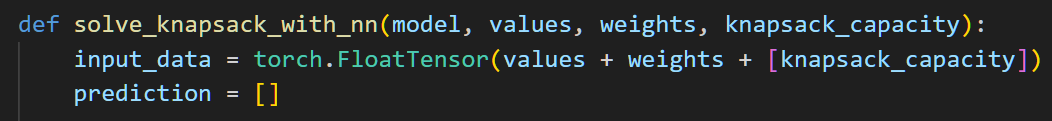 def solve_knapsack_with_nn(model, values, weights, knapsack_capacity):
    input_data = torch.FloatTensor(values + weights + [knapsack_capacity])
    prediction = []